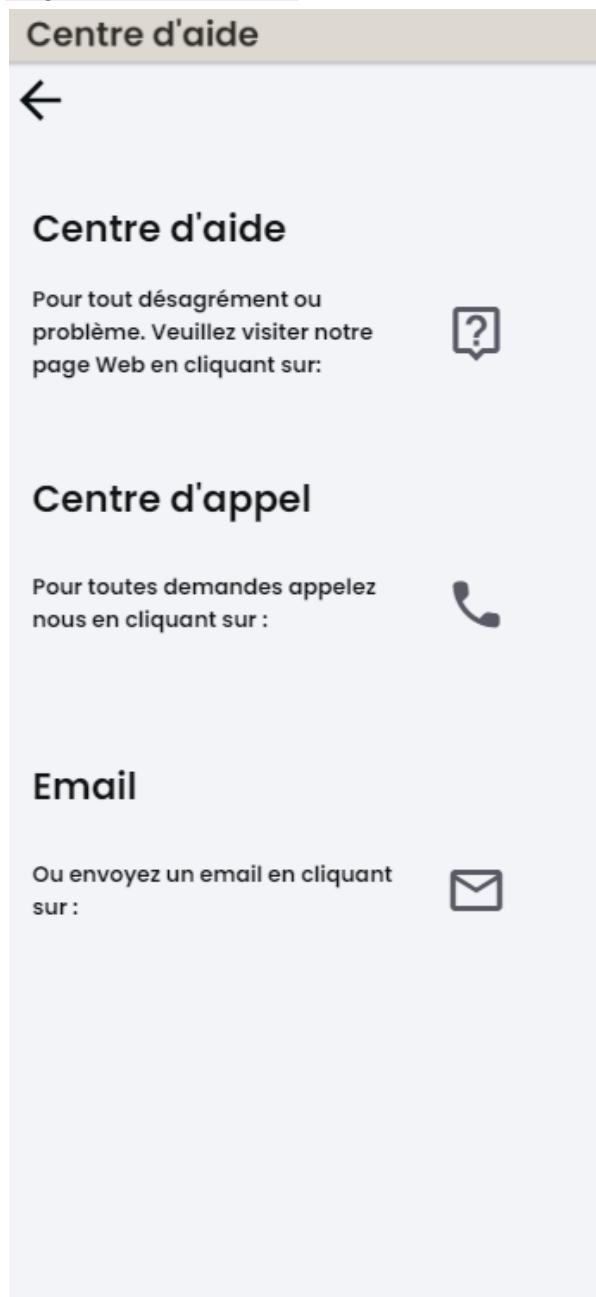 Centre d'aide
Centre d'aide
Pour tout désagrément ou
problème. Veuillez visiter notre
page Web en cliquant sur:
Centre d'appel
Pour toutes demandes appelez
nous en cliquant sur :
Email
Ou envoyez un email en cliquant
sur :